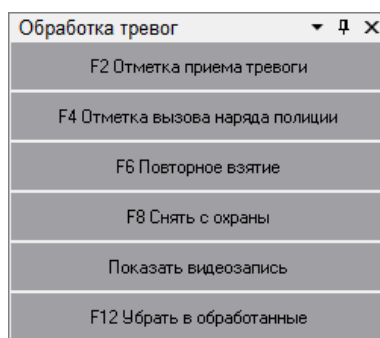 Обработка тревог
F2 Отметка приема тревоги
F4 Отметка вызова наряда полиции
F6 Повторное взятие
F8 Снять с охраны
Показать видеозапись
F12 Убрать в обработанные